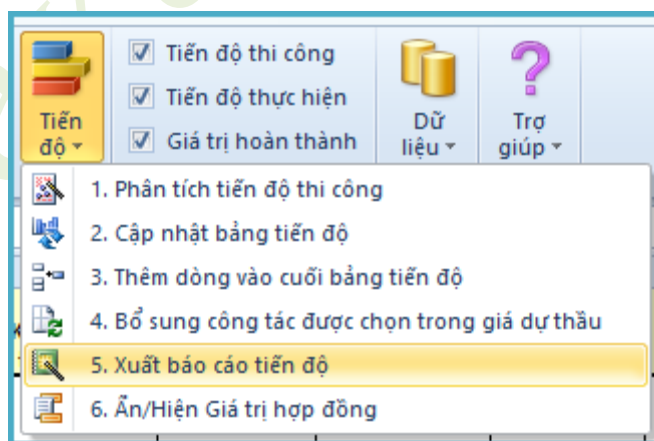 Tiến độ
Tiến độ thi công
Tiến độ thực hiện
Giá trị hoàn thành
Dữ liệu
Trợ giúp
1. Phân tích tiến độ thi công
2. Cập nhật bảng tiến độ
3. Thêm dòng vào cuối bảng tiến độ
4. Bổ sung công tác được chọn trong giá dự thầu
5. Xuất báo cáo tiến độ
6. Ẩn/Hiện Giá trị hợp đồng